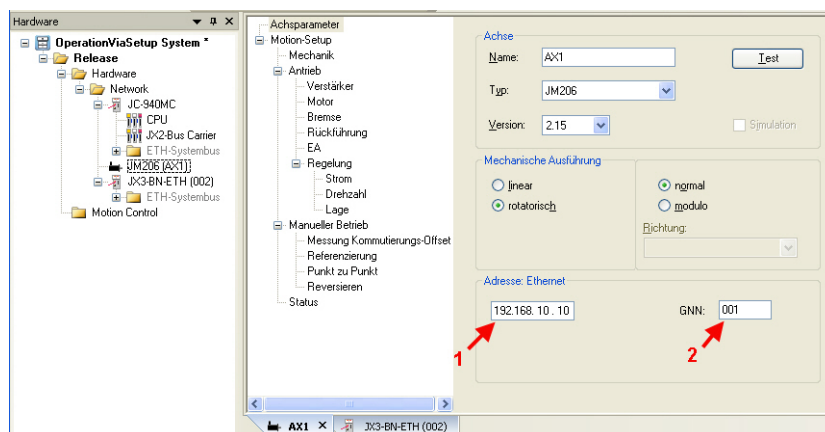 Hardware
OperationViaSetup System *
Release
Hardware
Network
JC-940MC
CPU
JX2-Bus Carrier
ETH-Systembus
JM206 (AX1)
JX3-BN-ETH (002)
ETH-Systembus
Motion Control
Achsparameter
Motion-Setup
Mechanik
Antrieb
Verstärker
Motor
Bremse
Rückführung
EA
Regelung
Strom
Drehzahl
Lage
Manueller Betrieb
Messung Kommutierungs-Offset
Referenzierung
Punkt zu Punkt
Reversieren
Status
Achse
Name: AX1 Test
Typ: JM206
Version: 2.15 Simulation
Mechanische Ausführung
linear normal
rotatorisch modulo
Richtung:
Adresse: Ethernet
192.168. 10 . 10 GNN: 001
1 2
AX1 JX3-BN-ETH (002)